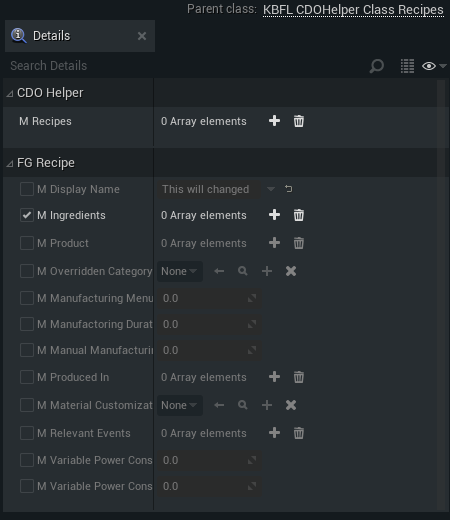 Parent class: KBFL CDOHelper Class Recipes
Details
Search Details
CDO Helper
M Recipes 0 Array elements
FG Recipe
M Display Name This will changed
M Ingredients 0 Array elements
M Product 0 Array elements
M Overridden Category None
M Manufacturing Menu 0.0
M Manufactoring Durat 0.0
M Manual Manufacturin 0.0
M Produced In 0 Array elements
M Material Customizat None
M Relevant Events 0 Array elements
M Variable Power Cons 0.0
M Variable Power Cons 0.0